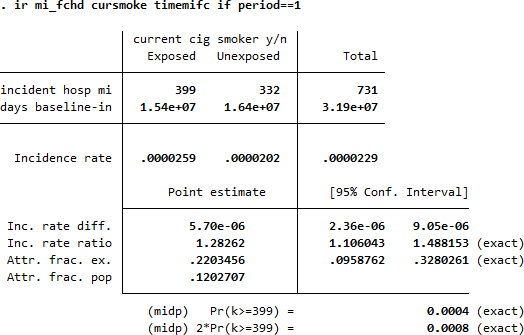 . ir mi_fchd cursmoke timemifc if period==1
current cig smoker y/n
Exposed Unexposed Total
incident hosp mi 399 332 731
days baseline-in 1.54e+07 1.64e+07 3.19e+07
Incidence rate .0000259 .0000202 .0000229
Point estimate [95% Conf. Interval]
Inc. rate diff. 5.70e-06 2.36e-06 9.05e-06
Inc. rate ratio 1.28262 1.106043 1.488153 (exact)
Attr. frac. ex. .2203456 .0958762 .3280261 (exact)
Attr. frac. pop .1202707
(midp) Pr(k>=399) = 0.0004 (exact)
(midp) 2*Pr(k>=399) = 0.0008 (exact)